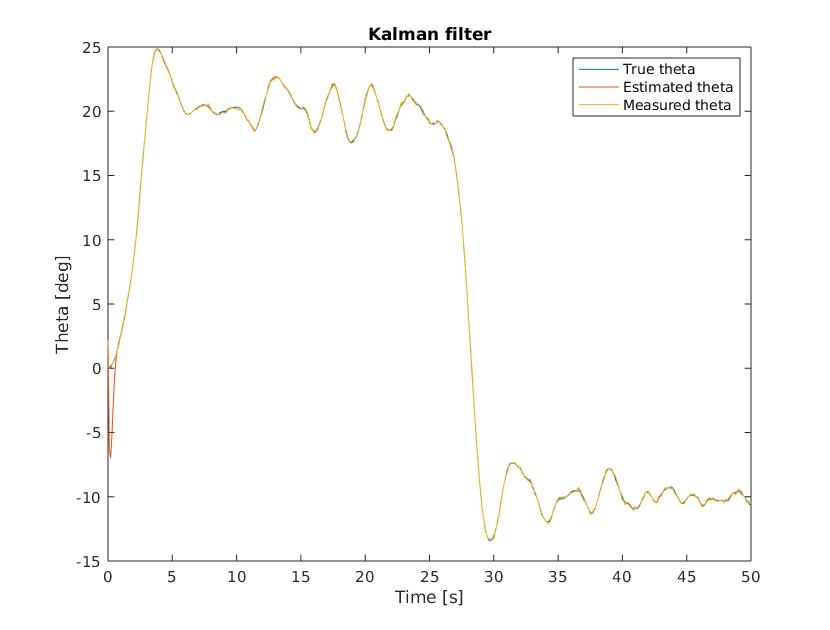 Kalman filter
True theta
Estimated theta
Measured theta
25
20
15
10
5
0
-5
-10
-15
Theta [deg]
0 5 10 15 20 25 30 35 40 45 50
Time [s]